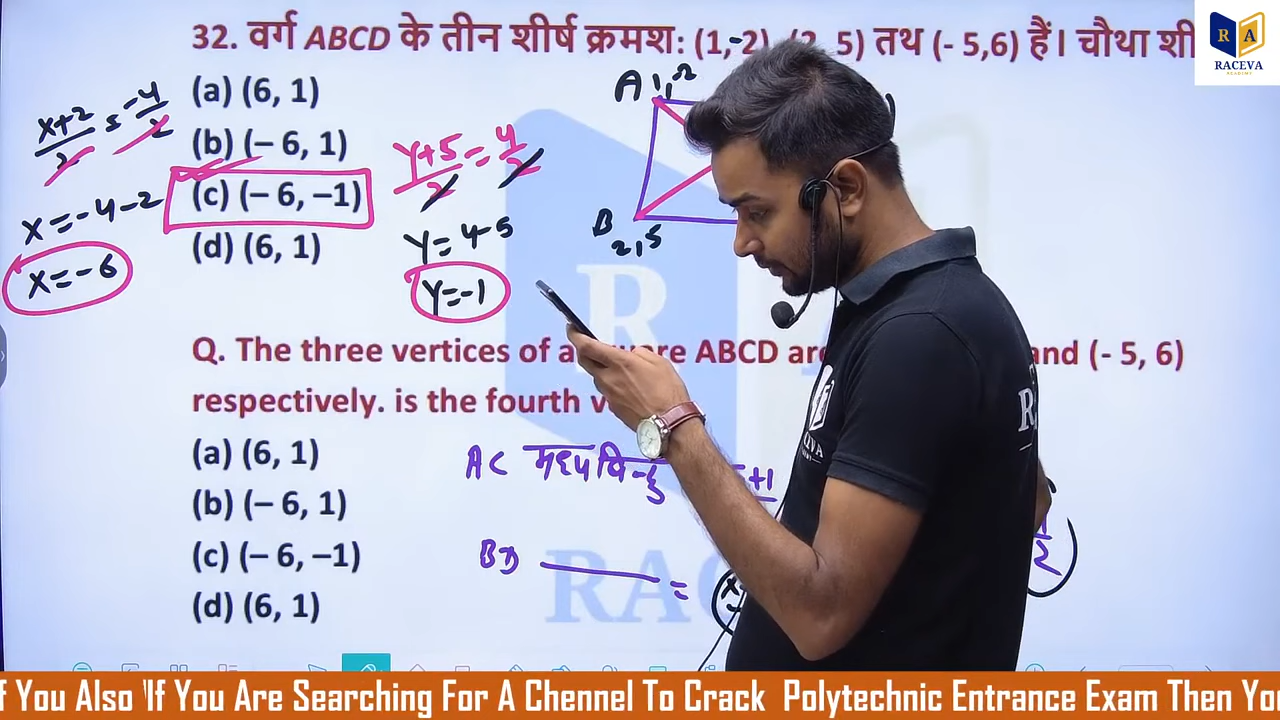 32. वर्ग ABCD के तीन शीर्ष क्रमश: (1,-2) 5) तथ (- 5,6) हैं। चौथा शी
R A
RACEVA
ACADEMY
(a) (6, 1)
(b) (– 6, 1)
(c) (– 6, –1)
(d) (6, 1)
x+2/2 = -4/2
x = -4-2
x = -6
y+5/2 = 4/2
y = 4-5
y = -1
A 1,-2
B 2,5
Q. The three vertices of a square ABCD are and (- 5, 6)
respectively. is the fourth
(a) (6, 1)
(b) (– 6, 1)
(c) (– 6, –1)
(d) (6, 1)
AC मध्य बिन्दु +1
BD =
1/2
R
RA
f You Also 'If You Are Searching For A Chennel To Crack Polytechnic Entrance Exam Then You